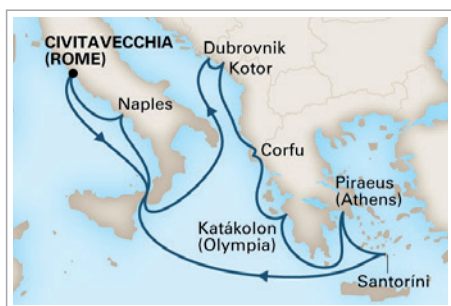 CIVITAVECCHIA
(ROME)
Naples
Dubrovnik
Kotor
Corfu
Piraeus
(Athens)
Katákolon
(Olympia)
Santoríni